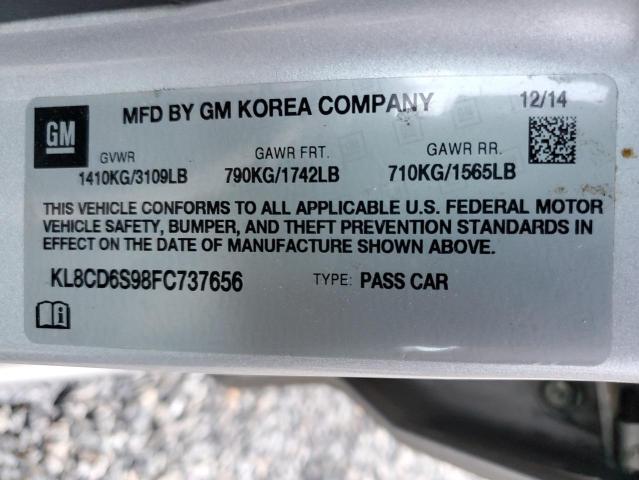 GM
MFD BY GM KOREA COMPANY
12/14
GVWR
1410KG/3109LB
GAWR FRT.
790KG/1742LB
GAWR RR.
710KG/1565LB
THIS VEHICLE CONFORMS TO ALL APPLICABLE U.S. FEDERAL MOTOR
VEHICLE SAFETY, BUMPER, AND THEFT PREVENTION STANDARDS IN
EFFECT ON THE DATE OF MANUFACTURE SHOWN ABOVE.
KL8CD6S98FC737656
TYPE: PASS CAR